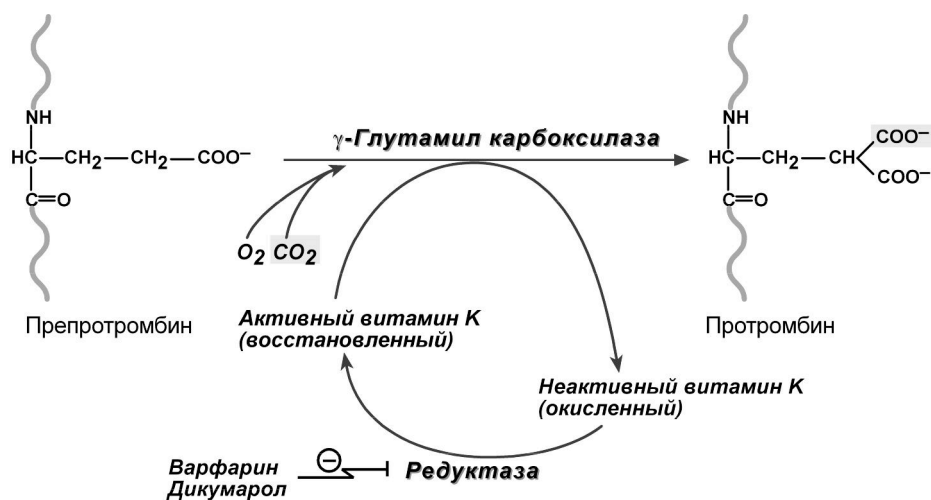 NH
HC—CH2—CH2—COO–
C=O
Препротромбин
γ-Глутамил карбоксилаза
O2 CO2
NH
HC—CH2—CH
COO–
COO–
C=O
Протромбин
Активный витамин K
(восстановленный)
Неактивный витамин K
(окисленный)
Варфарин
Дикумарол
–
Редуктаза